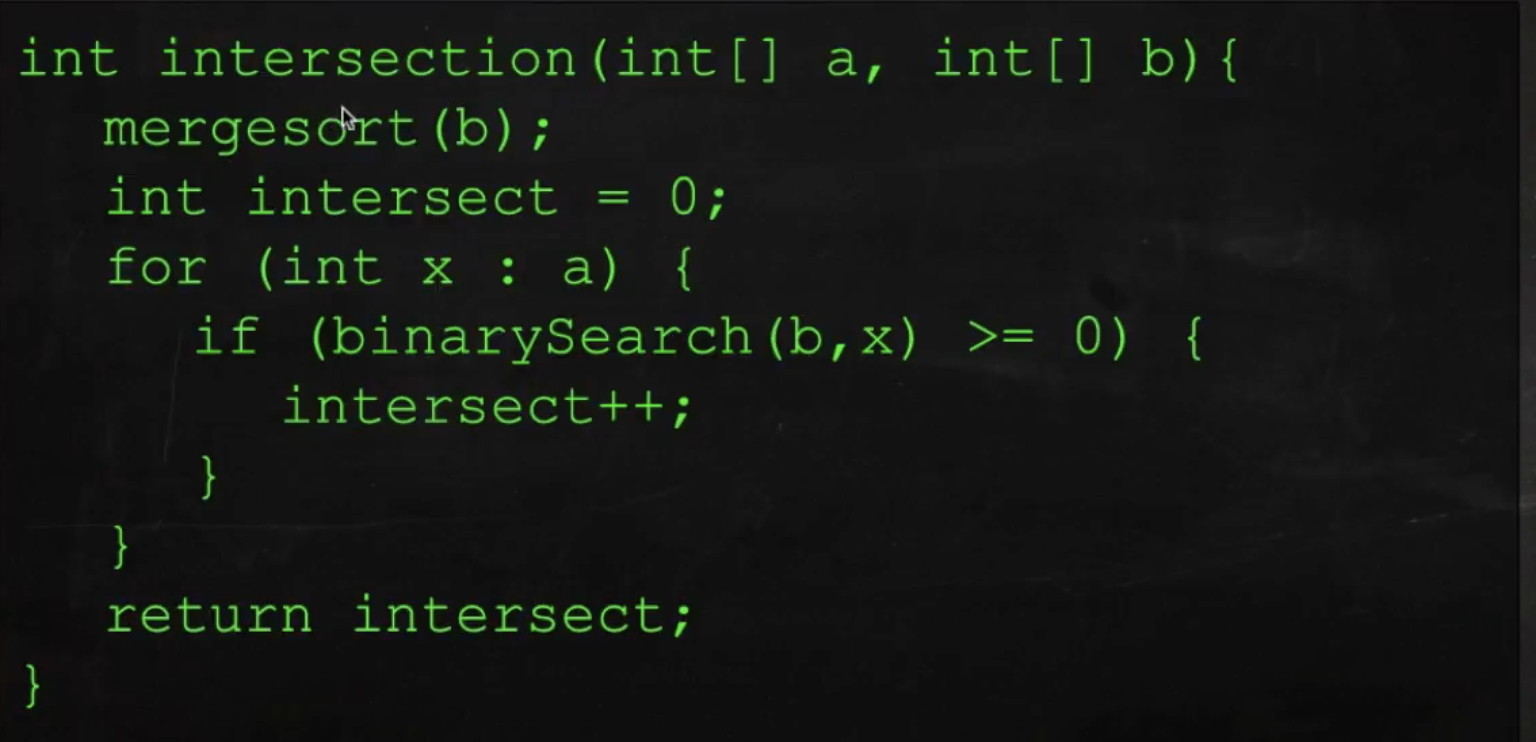 int intersection(int[] a, int[] b){
mergesort(b);
int intersect = 0;
for (int x : a) {
if (binarySearch(b,x) >= 0) {
intersect++;
}
}
return intersect;
}